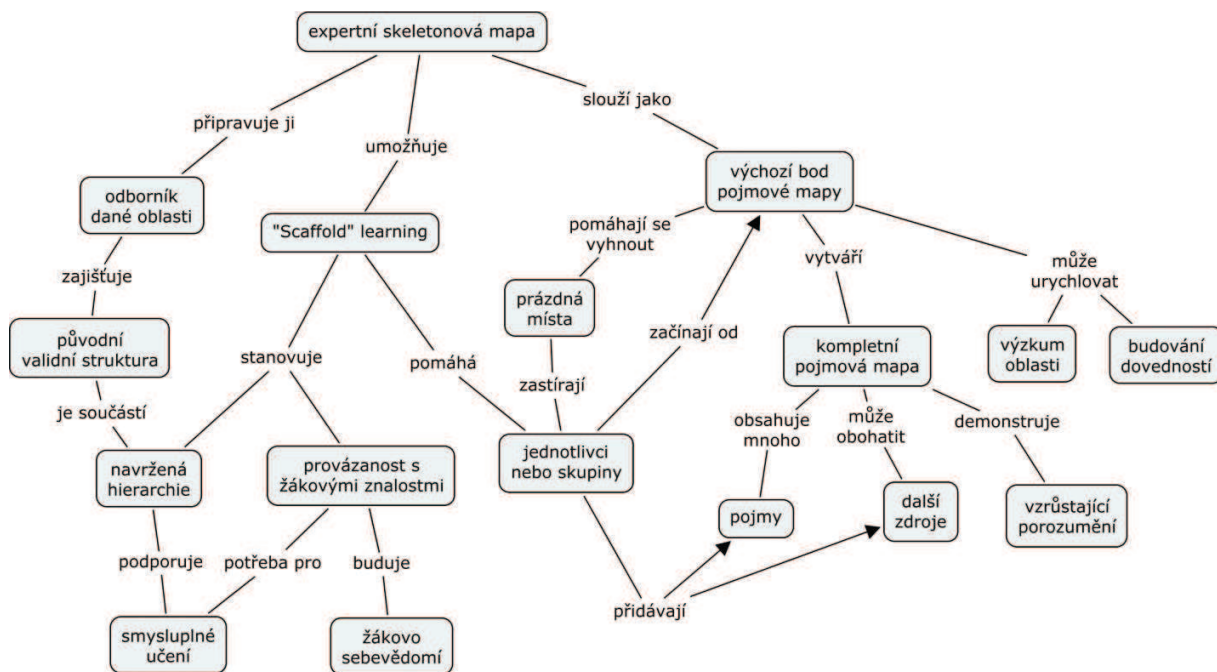 expertní skeletonová mapa
slouží jako
připravuje ji
umožňuje
odborník
dané oblasti
výchozí bod
pojmové mapy
"Scaffold" learning
pomáhají se
vyhnout
vytváří
může
urychlovat
zajišťuje
prázdná
místa
původní
validní struktura
stanovuje
pomáhá
začínají od
kompletní
pojmová mapa
výzkum
oblasti
budování
dovedností
zastírají
je součástí
obsahuje
mnoho
může
obohatit
demonstruje
navržená
hierarchie
provázanost s
žákovými znalostmi
jednotlivci
nebo skupiny
pojmy
další
zdroje
vzrůstající
porozumění
podporuje
potřeba pro
buduje
přidávají
smysluplné
učení
žákovo
sebevědomí